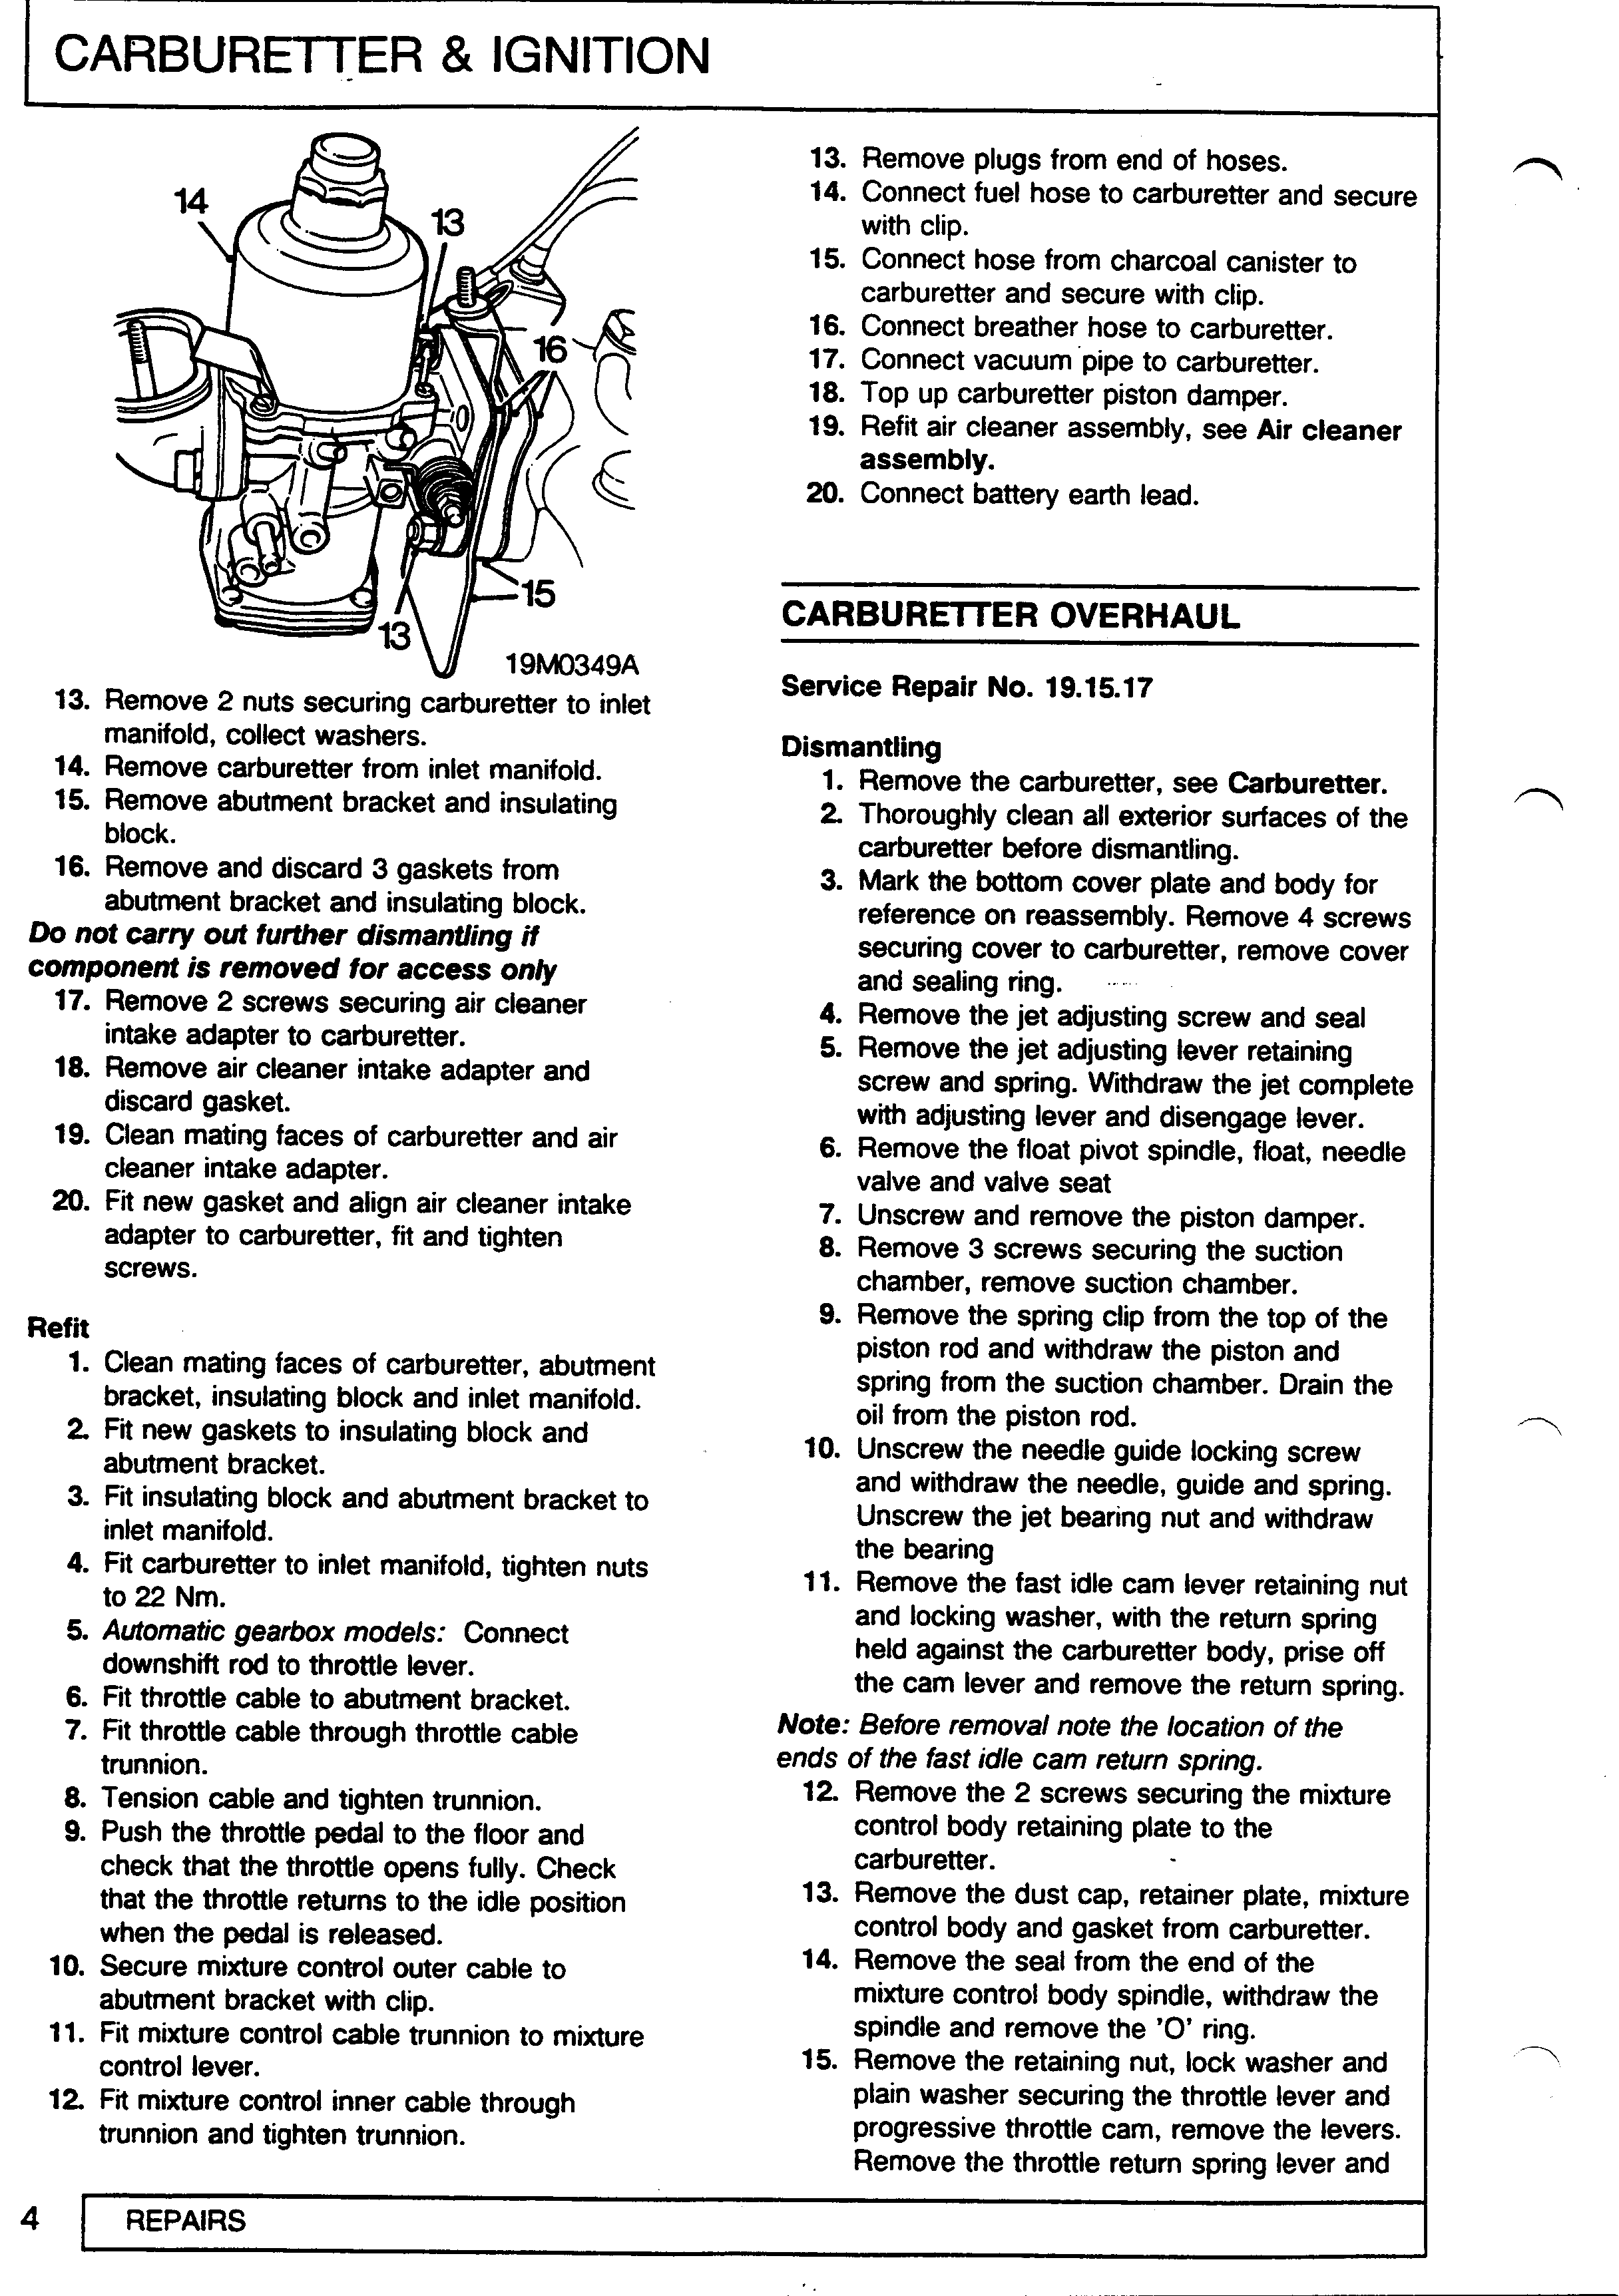 CARBURETTER & IGNITION
14
13
16
15
13
19M0349A
13. Remove 2 nuts securing carburetter to inlet
manifold, collect washers.
14. Remove carburetter from inlet manifold.
15. Remove abutment bracket and insulating
block.
16. Remove and discard 3 gaskets from
abutment bracket and insulating block.
Do not carry out further dismantling if
component is removed for access only
17. Remove 2 screws securing air cleaner
intake adapter to carburetter.
18. Remove air cleaner intake adapter and
discard gasket.
19. Clean mating faces of carburetter and air
cleaner intake adapter.
20. Fit new gasket and align air cleaner intake
adapter to carburetter, fit and tighten
screws.
Refit
1. Clean mating faces of carburetter, abutment
bracket, insulating block and inlet manifold.
2. Fit new gaskets to insulating block and
abutment bracket.
3. Fit insulating block and abutment bracket to
inlet manifold.
4. Fit carburetter to inlet manifold, tighten nuts
to 22 Nm.
5. Automatic gearbox models: Connect
downshift rod to throttle lever.
6. Fit throttle cable to abutment bracket.
7. Fit throttle cable through throttle cable
trunnion.
8. Tension cable and tighten trunnion.
9. Push the throttle pedal to the floor and
check that the throttle opens fully. Check
that the throttle returns to the idle position
when the pedal is released.
10. Secure mixture control outer cable to
abutment bracket with clip.
11. Fit mixture control cable trunnion to mixture
control lever.
12. Fit mixture control inner cable through
trunnion and tighten trunnion.
13. Remove plugs from end of hoses.
14. Connect fuel hose to carburetter and secure
with clip.
15. Connect hose from charcoal canister to
carburetter and secure with clip.
16. Connect breather hose to carburetter.
17. Connect vacuum pipe to carburetter.
18. Top up carburetter piston damper.
19. Refit air cleaner assembly, see Air cleaner
assembly.
20. Connect battery earth lead.
CARBURETTER OVERHAUL
Service Repair No. 19.15.17
Dismantling
1. Remove the carburetter, see Carburetter.
2. Thoroughly clean all exterior surfaces of the
carburetter before dismantling.
3. Mark the bottom cover plate and body for
reference on reassembly. Remove 4 screws
securing cover to carburetter, remove cover
and sealing ring.
4. Remove the jet adjusting screw and seal
5. Remove the jet adjusting lever retaining
screw and spring. Withdraw the jet complete
with adjusting lever and disengage lever.
6. Remove the float pivot spindle, float, needle
valve and valve seat
7. Unscrew and remove the piston damper.
8. Remove 3 screws securing the suction
chamber, remove suction chamber.
9. Remove the spring clip from the top of the
piston rod and withdraw the piston and
spring from the suction chamber. Drain the
oil from the piston rod.
10. Unscrew the needle guide locking screw
and withdraw the needle, guide and spring.
Unscrew the jet bearing nut and withdraw
the bearing
11. Remove the fast idle cam lever retaining nut
and locking washer, with the return spring
held against the carburetter body, prise off
the cam lever and remove the return spring.
Note: Before removal note the location of the
ends of the fast idle cam return spring.
12. Remove the 2 screws securing the mixture
control body retaining plate to the
carburetter.
13. Remove the dust cap, retainer plate, mixture
control body and gasket from carburetter.
14. Remove the seal from the end of the
mixture control body spindle, withdraw the
spindle and remove the 'O' ring.
15. Remove the retaining nut, lock washer and
plain washer securing the throttle lever and
progressive throttle cam, remove the levers.
Remove the throttle return spring lever and
4 REPAIRS